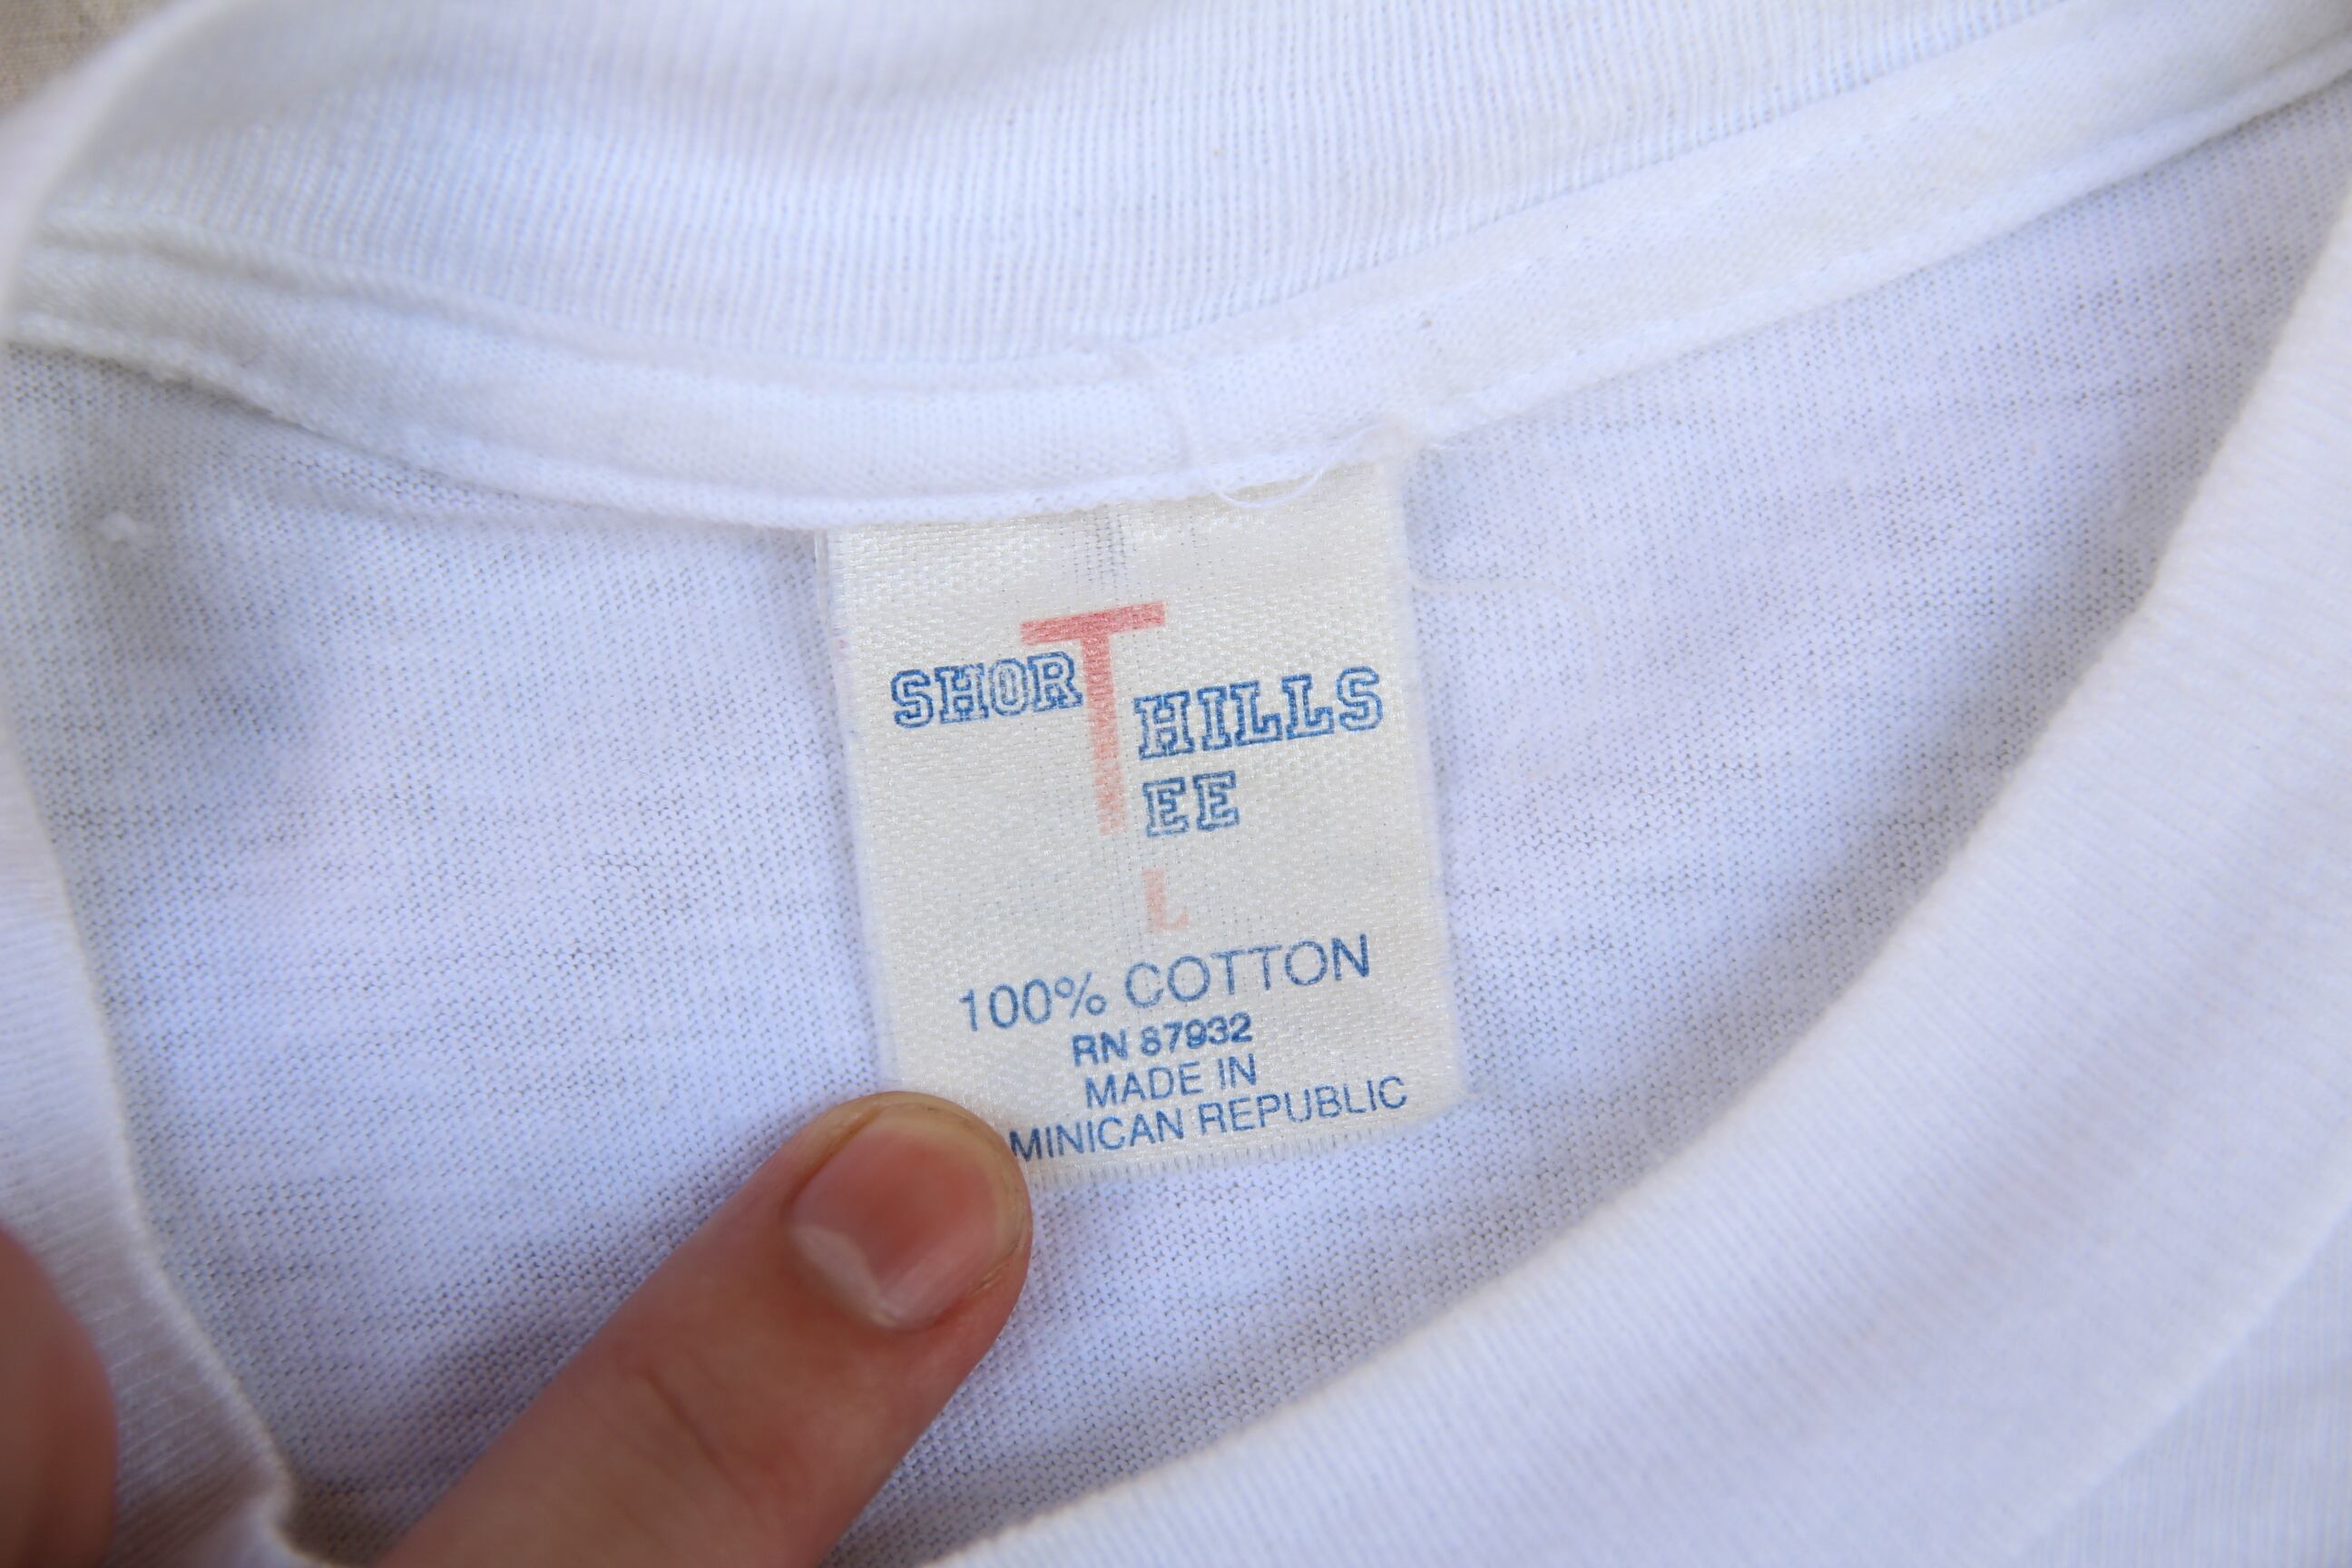 SHORT HILLS
TEE
L
100% COTTON
RN 87932
MADE IN
MINICAN REPUBLIC